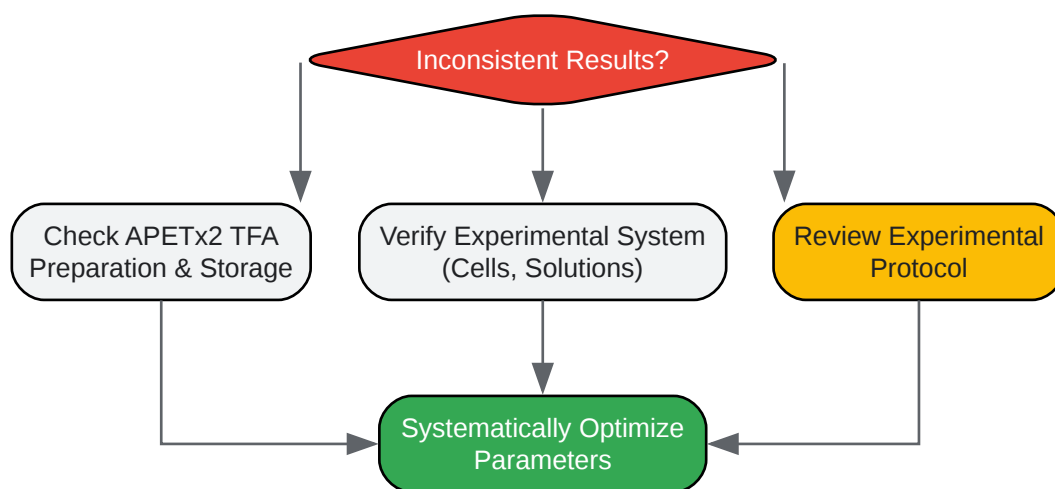 Inconsistent Results?
Check APETx2 TFA
Preparation & Storage
Verify Experimental System
(Cells, Solutions)
Review Experimental
Protocol
Systematically Optimize
Parameters